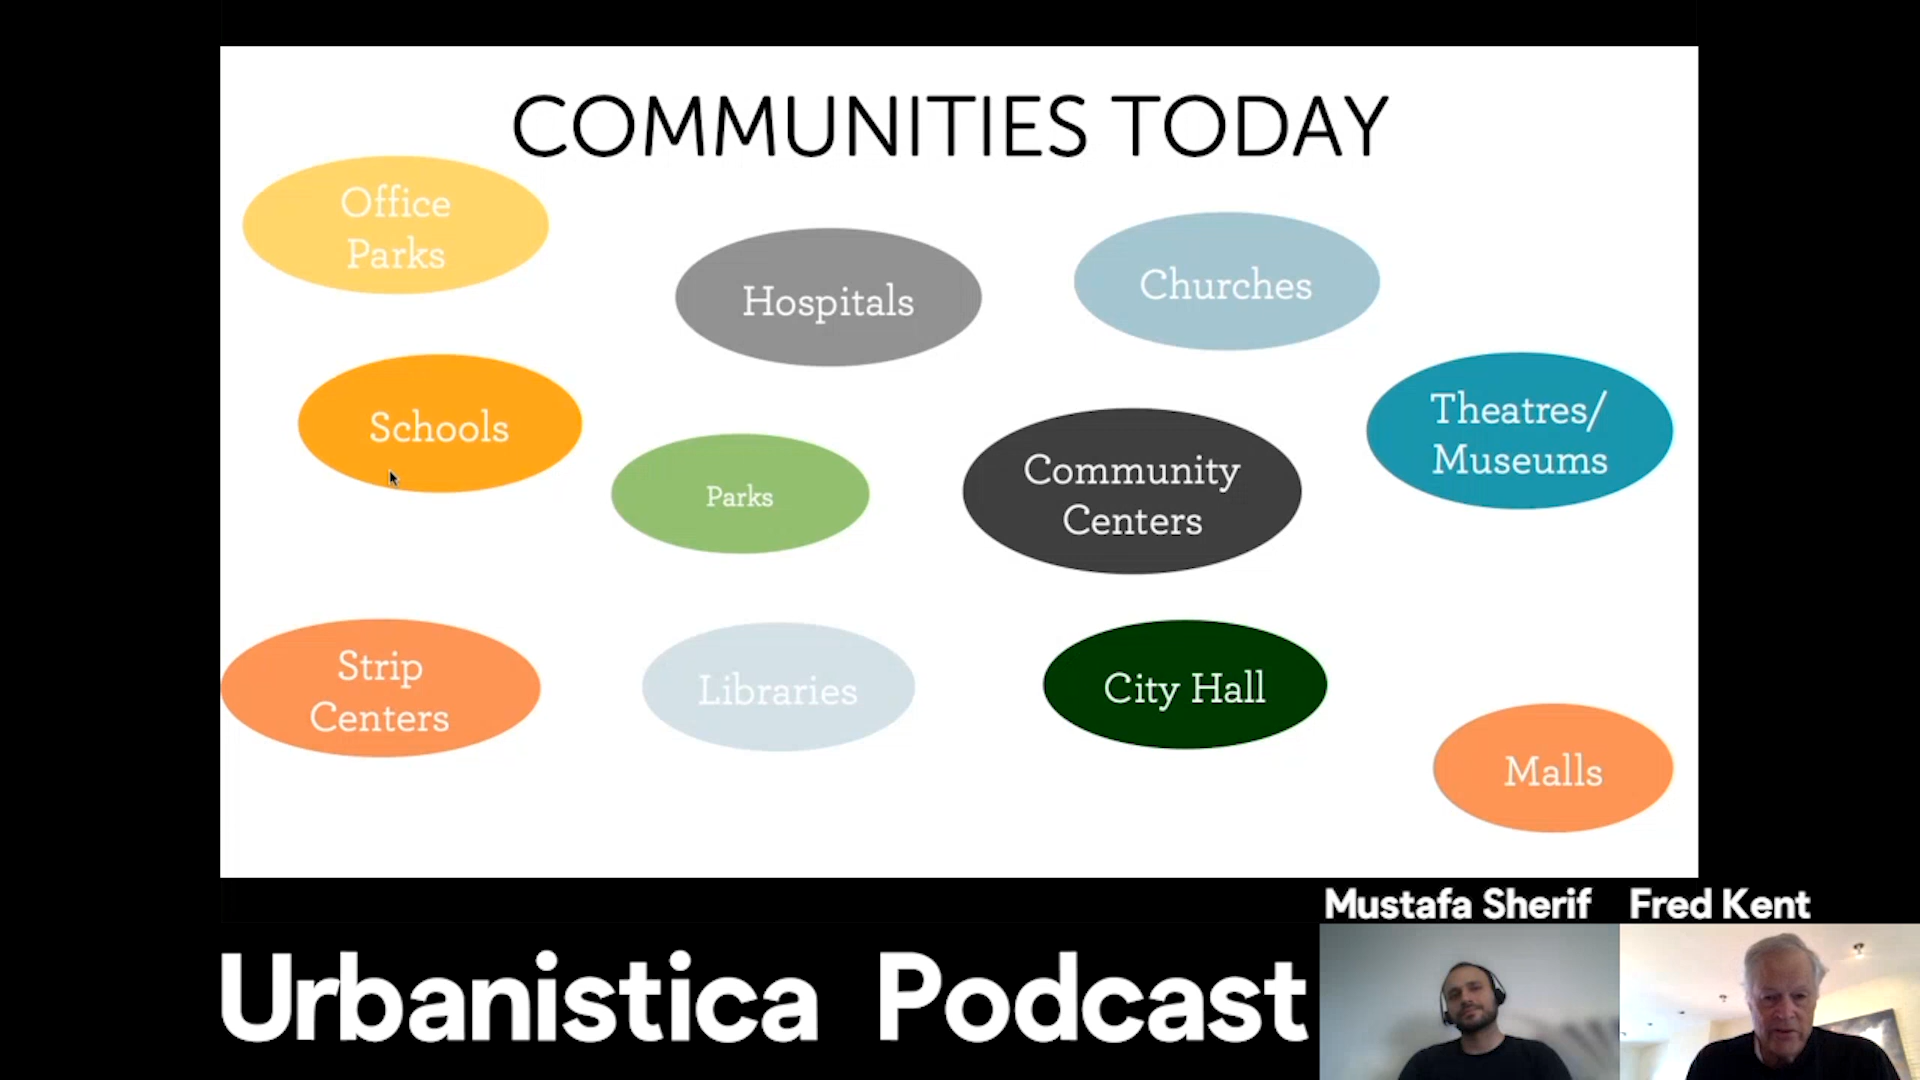 COMMUNITIES TODAY
Office
Parks
Hospitals
Churches
Schools
Parks
Community
Centers
Theatres/
Museums
Strip
Centers
Libraries
City Hall
Malls
Mustafa Sherif
Fred Kent
Urbanistica Podcast